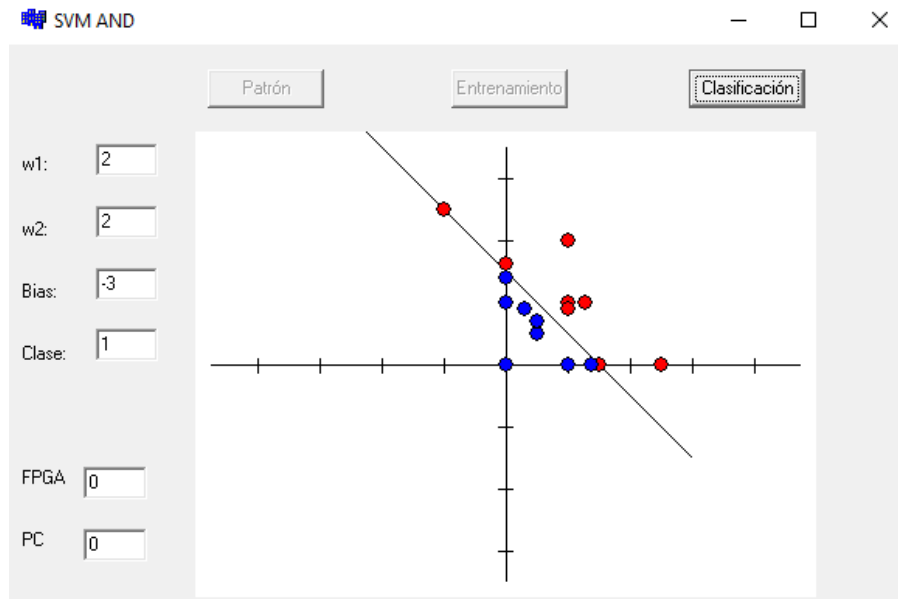 SVM AND
Patrón Entrenamiento Clasificación
w1: 2
w2: 2
Bias: -3
Clase: 1
FPGA 0
PC 0